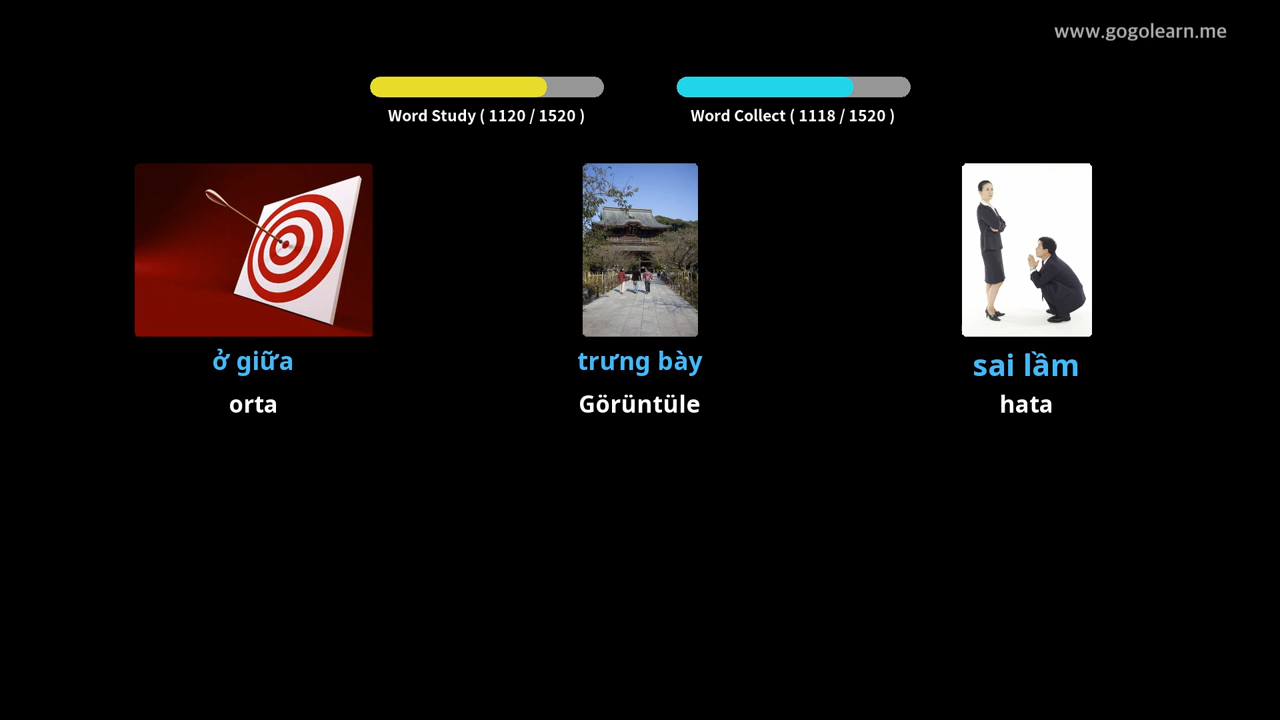 www.gogolearn.me
Word Study ( 1120 / 1520 )
Word Collect ( 1118 / 1520 )
ở giữa
trưng bày
sai lầm
orta
Görüntüle
hata